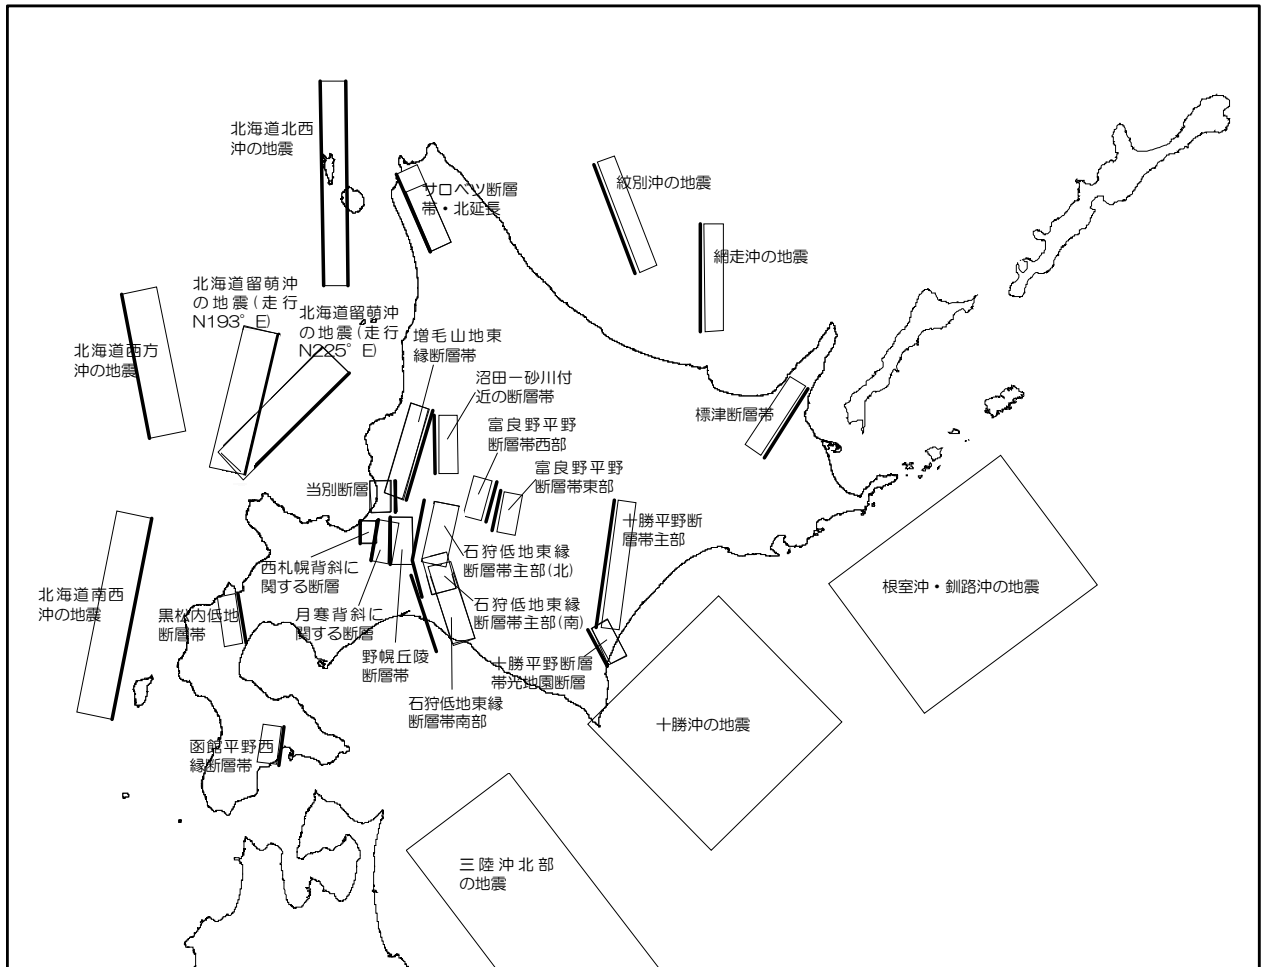 北海道北西
沖の地震
サロベツ断層
帯・北延長
紋別沖の地震
網走沖の地震
北海道留萌沖
の地震(走行
N193°E)
北海道留萌沖
の地震(走行
N225°E)
北海道西方
沖の地震
増毛山地東
縁断層帯
沼田ー砂川付
近の断層帯
標津断層帯
富良野平野
断層帯西部
富良野平野
断層帯東部
当別断層
十勝平野断
層帯主部
西札幌背斜に
関する断層
石狩低地東縁
断層帯主部(北)
根室沖・釧路沖の地震
北海道南西
沖の地震
黒松内低地
断層帯
月寒背斜に
関する断層
石狩低地東縁
断層帯主部(南)
野幌丘陵
断層帯
十勝平野断層
帯光地園断層
石狩低地東縁
断層帯南部
十勝沖の地震
函館平野西
縁断層帯
三陸沖北部
の地震